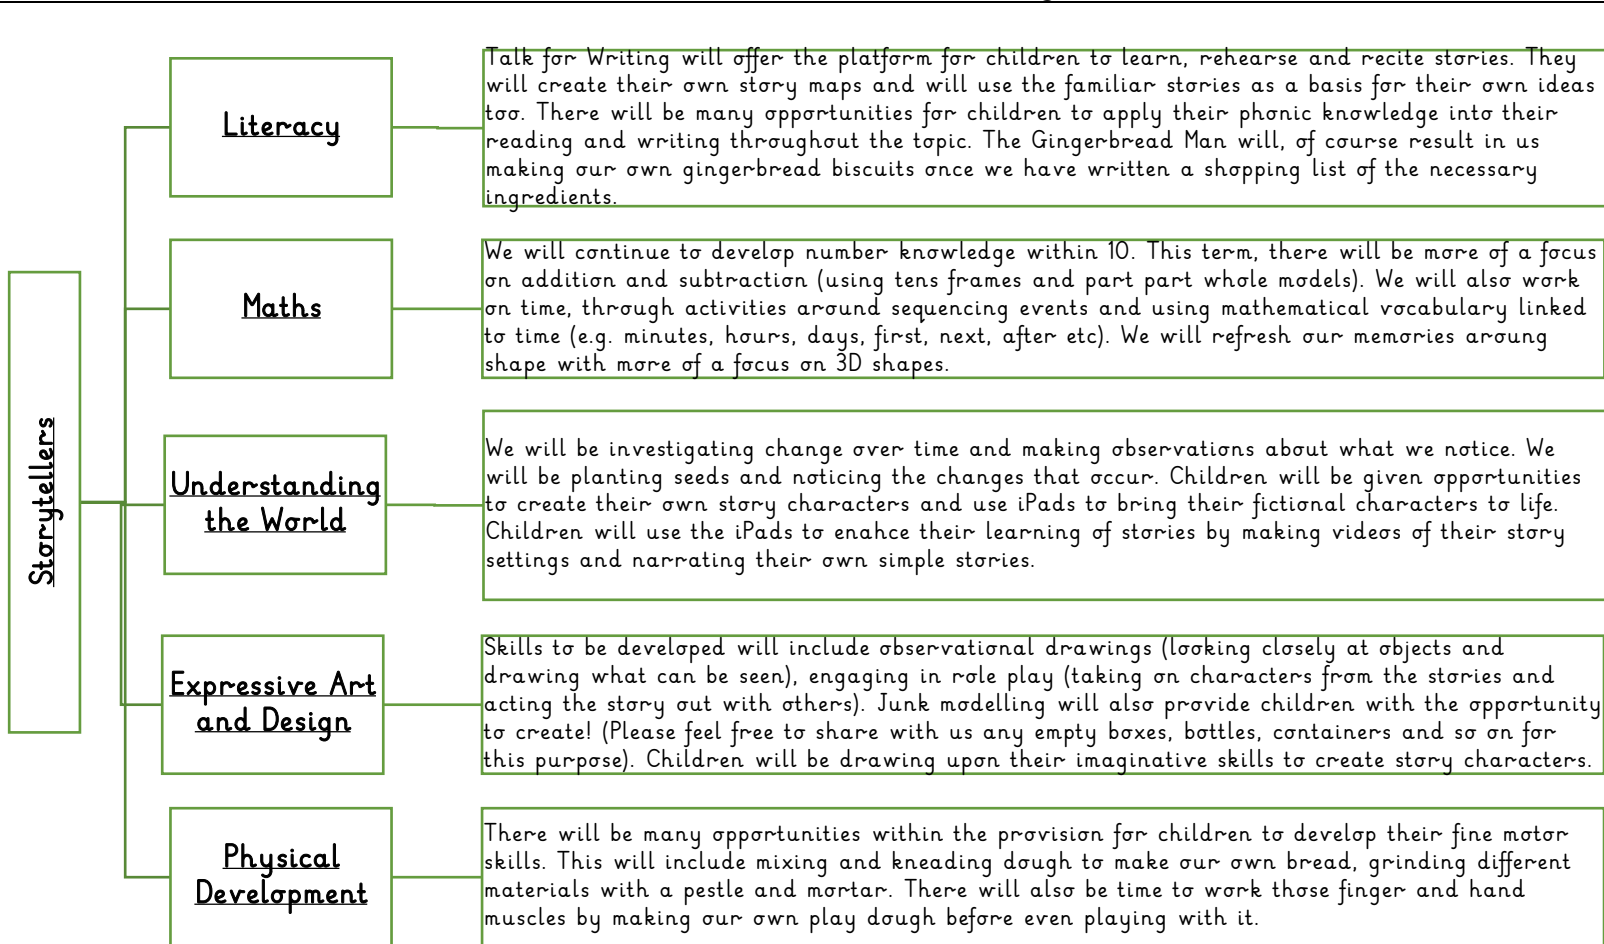 Storytellers
Literacy
Talk for Writing will offer the platform for children to learn, rehearse and recite stories. They
will create their own story maps and will use the familiar stories as a basis for their own ideas
too. There will be many opportunities for children to apply their phonic knowledge into their
reading and writing throughout the topic. The Gingerbread Man will, of course result in us
making our own gingerbread biscuits once we have written a shopping list of the necessary
ingredients.
Maths
We will continue to develop number knowledge within 10. This term, there will be more of a focus
on addition and subtraction (using tens frames and part part whole models). We will also work
on time, through activities around sequencing events and using mathematical vocabulary linked
to time (e.g. minutes, hours, days, first, next, after etc). We will refresh our memories aroung
shape with more of a focus on 3D shapes.
Understanding
the World
We will be investigating change over time and making observations about what we notice. We
will be planting seeds and noticing the changes that occur. Children will be given opportunities
to create their own story characters and use iPads to bring their fictional characters to life.
Children will use the iPads to enahce their learning of stories by making videos of their story
settings and narrating their own simple stories.
Expressive Art
and Design
Skills to be developed will include observational drawings (looking closely at objects and
drawing what can be seen), engaging in role play (taking on characters from the stories and
acting the story out with others). Junk modelling will also provide children with the opportunity
to create! (Please feel free to share with us any empty boxes, bottles, containers and so on for
this purpose). Children will be drawing upon their imaginative skills to create story characters.
Physical
Development
There will be many opportunities within the provision for children to develop their fine motor
skills. This will include mixing and kneading dough to make our own bread, grinding different
materials with a pestle and mortar. There will also be time to work those finger and hand
muscles by making our own play dough before even playing with it.